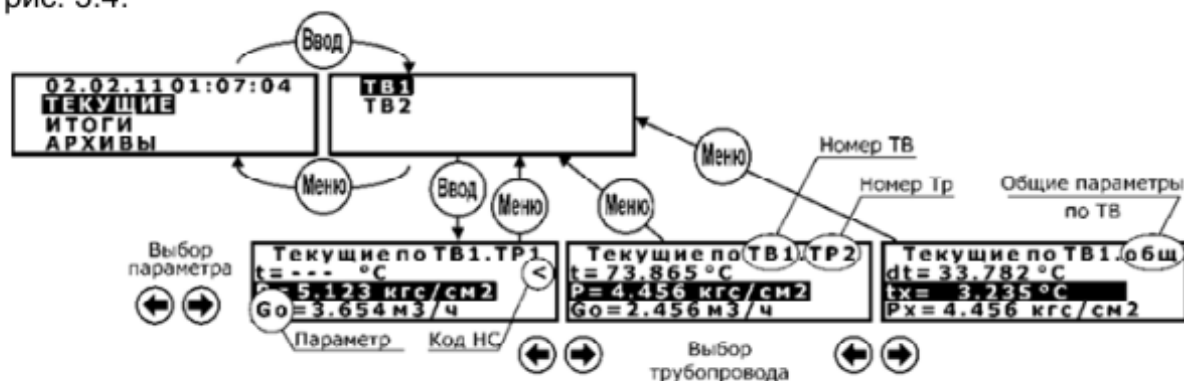 рис. 3.4.
Ввод
02.02.11 01:07:04
ТЕКУЩИЕ
ИТОГИ
АРХИВЫ
ТВ1
ТВ2
Меню
Ввод
Меню
Меню
Меню
Номер ТВ
Номер Тр
Общие параметры
по ТВ
Выбор
параметра
Текущие по ТВ1.ТР1
t= --- °С
P=5.123 кгс/см2
Go=3.654 м3/ч
<
Параметр
Код НС
Текущие по ТВ1.ТР2
t=73.865°С
P=4.456 кгс/см2
Go=2.456 м3/ч
Выбор
трубопровода
Текущие по ТВ1.общ
dt=33.782°С
tx= 3.235°С
Px=4.456 кгс/см2